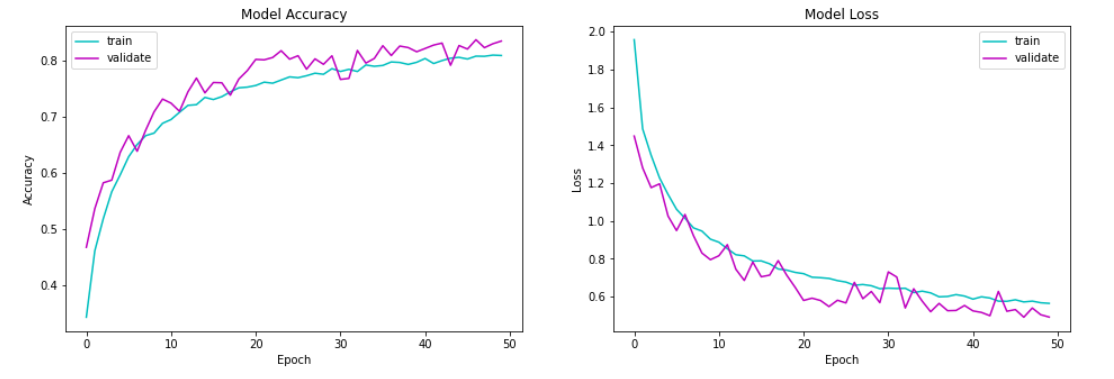 Model Accuracy
train
validate
0.8
0.7
0.6
0.5
0.4
Accuracy
0 10 20 30 40 50
Epoch
Model Loss
train
validate
2.0
1.8
1.6
1.4
1.2
1.0
0.8
0.6
Loss
0 10 20 30 40 50
Epoch